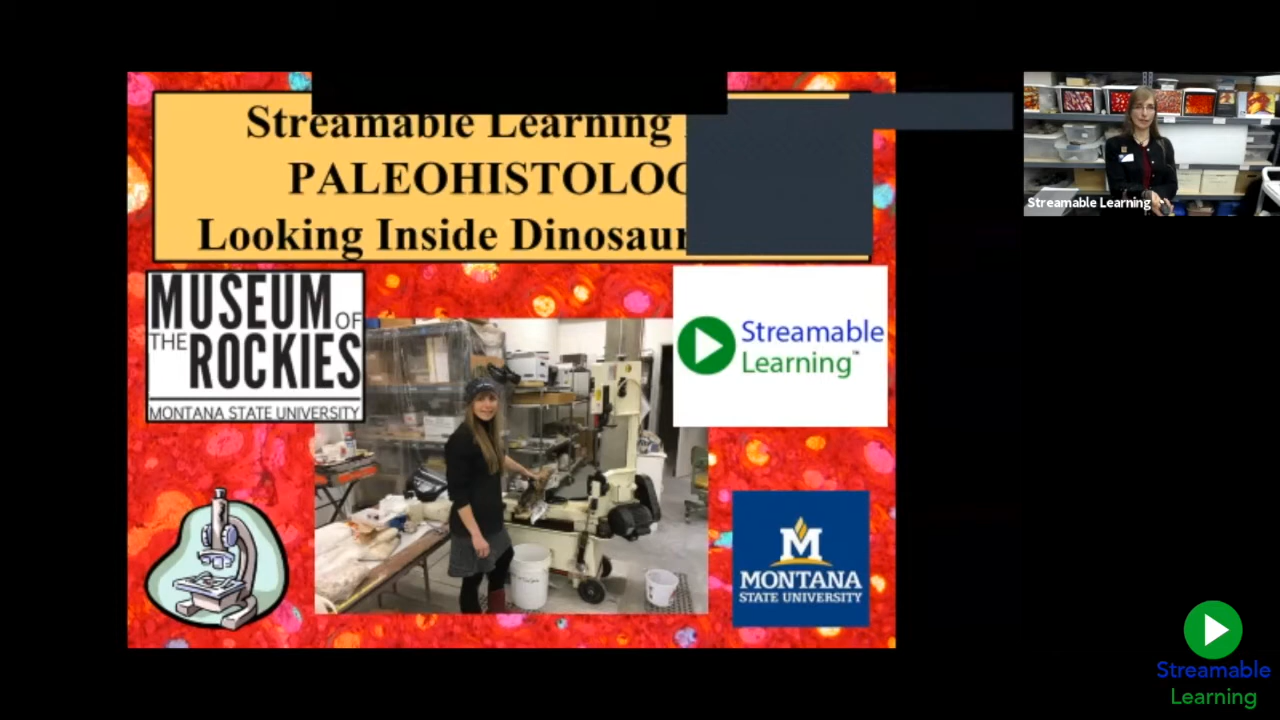 Streamable Learning
PALEOHISTOLOG
Looking Inside Dinosaur
MUSEUM OF
THE ROCKIES
MONTANA STATE UNIVERSITY
Streamable
Learning™
M
MONTANA
STATE UNIVERSITY
Streamable Learning
Streamable
Learning